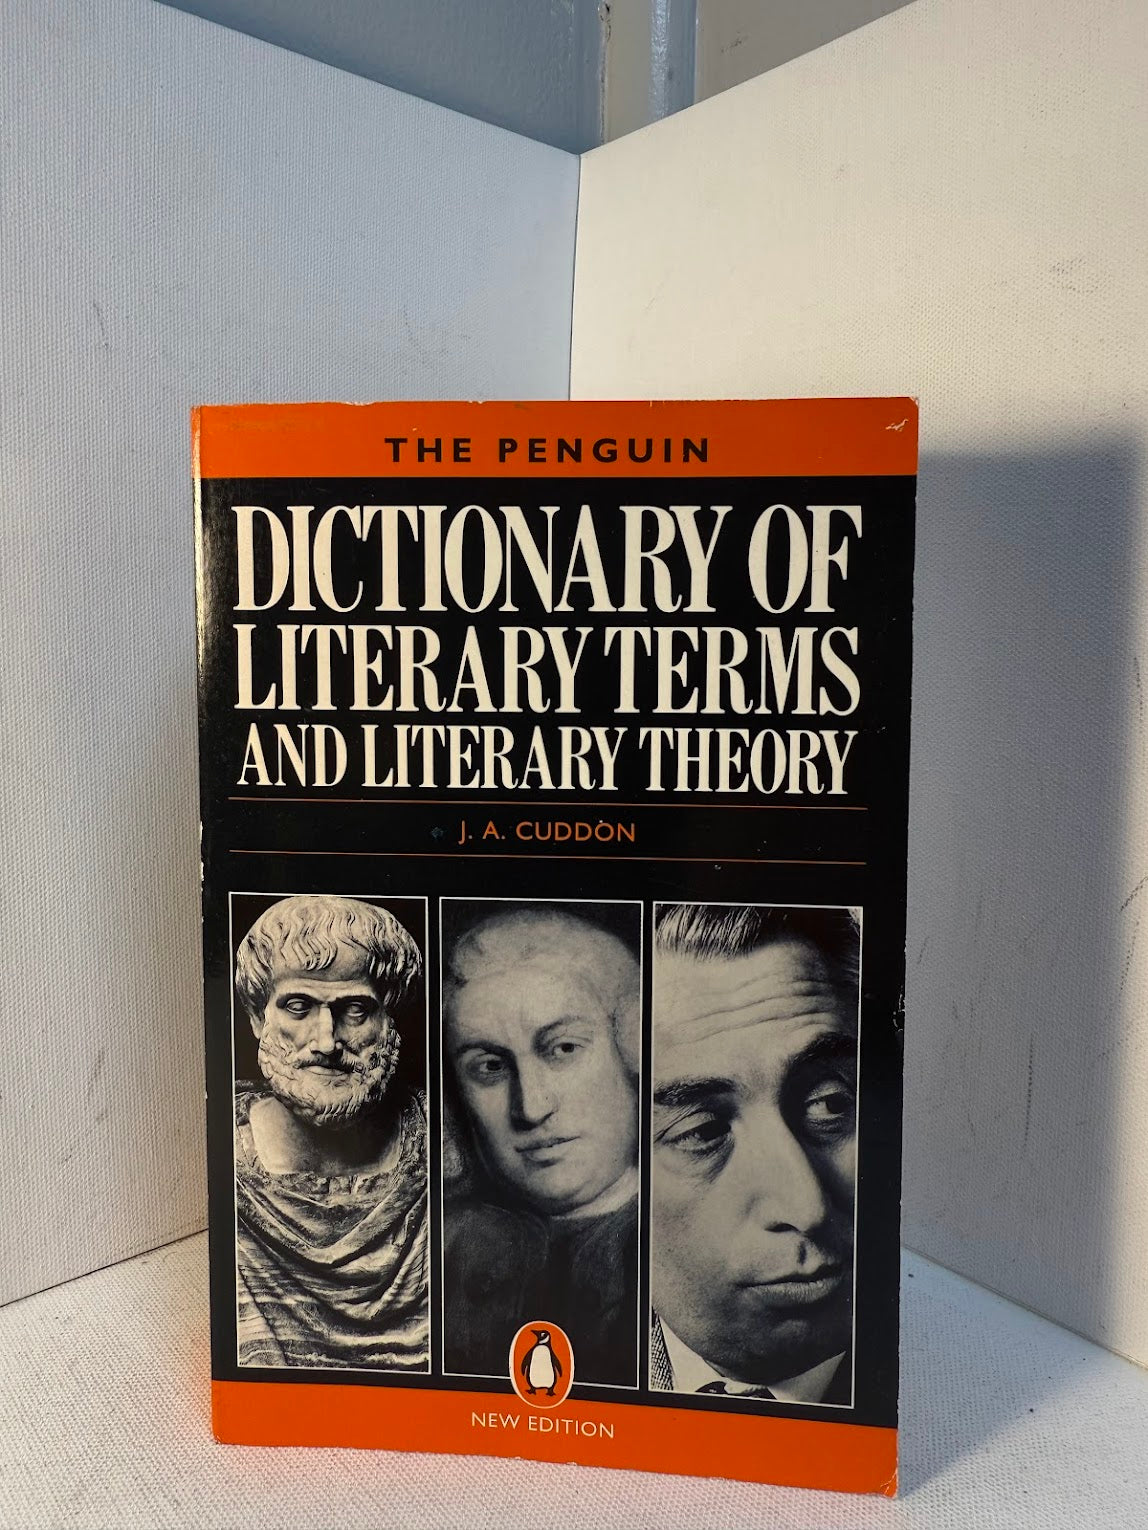 THE PENGUIN
DICTIONARY OF
LITERARY TERMS
AND LITERARY THEORY
J. A. CUDDON
NEW EDITION